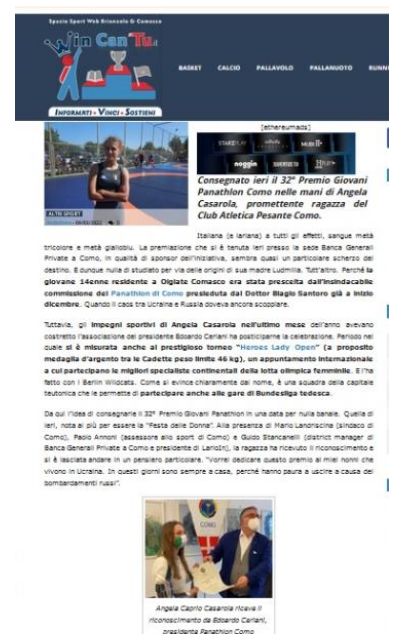 Spazio Sport Web Brianzolo & Comasco
Win Can Tu.it
INFORMATI • VINCI • SOSTIENI
BASKET CALCIO PALLAVOLO PALLANUOTO RUNN
[ethereumads]
STARZPLAY
noggin
ALTRI SPORT
Consegnato ieri il 32° Premio Giovani
Panathlon Como nelle mani di Angela
Casarola, promettente ragazza del
Club Atletica Pesante Como.
Italiana (e lariana) a tutti gli effetti, sangue metà
tricolore e metà gialloblu. La premiazione che si è tenuta ieri presso la sede Banca Generali
Private a Como, in qualità di sponsor dell'iniziativa, sembra quasi un particolare scherzo del
destino. E dunque nulla di studiato per via delle origini di sua madre Ludmilla. Tutt'altro. Perché la
giovane 14enne residente a Olgiate Comasco era stata prescelta dall'insindacabile
commissione del Panathlon di Como presieduta dal Dottor Biagio Santoro già a inizio
dicembre. Quando il caos tra Ucraina e Russia doveva ancora scoppiare.
Tuttavia, gli impegni sportivi di Angela Casarola nell'ultimo mese dell'anno avevano
costretto l'associazione del presidente Edoardo Ceriani ha posticiparne la celebrazione. Periodo nel
quale si è misurata anche al prestigioso torneo "Heroes Lady Open" (a proposito
medaglia d'argento tra le Cadette peso limite 46 kg), un appuntamento internazionale
a cui partecipano le migliori specialiste continentali della lotta olimpica femminile. E l'ha
fatto con i Berlin Wildcats. Come si evince chiaramente dal nome, è una squadra della capitale
teutonica che le permette di partecipare anche alle gare di Bundesliga tedesca.
Da qui l'idea di consegnarle il 32° Premio Giovani Panathlon in una data per nulla banale. Quella di
ieri, nota ai più per essere la "Festa delle Donna". Alla presenza di Mario Landriscina (sindaco di
Como), Paolo Annoni (assessore allo sport di Como) e Guido Stancanelli (district manager di
Banca Generali Private a Como e presidente di LarioIn), la ragazza ha ricevuto il riconoscimento e
si è lasciata andare in un pensiero particolare. "Vorrei dedicare questo premio ai miei nonni che
vivono in Ucraina. In questi giorni sono sempre a casa, perché hanno paura a uscire a causa dei
bombardamenti russi".
COMO
Angela Caprio Casarola riceve il
riconoscimento da Edoardo Ceriani,
presidente Panathlon Como